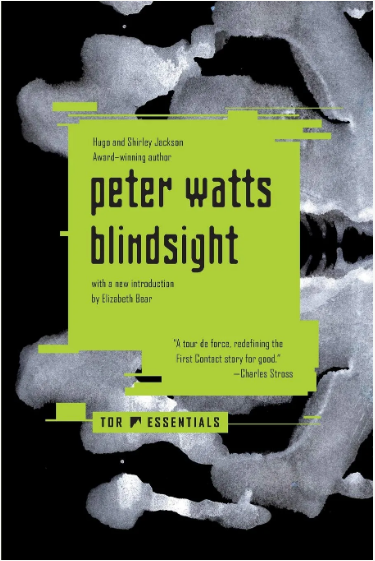 Hugo and Shirley Jackson
Award-winning author
peter watts
blindsight
with a new introduction
by Elizabeth Bear
"A tour de force, redefining the
First Contact story for good."
—Charles Stross
TOR ESSENTIALS